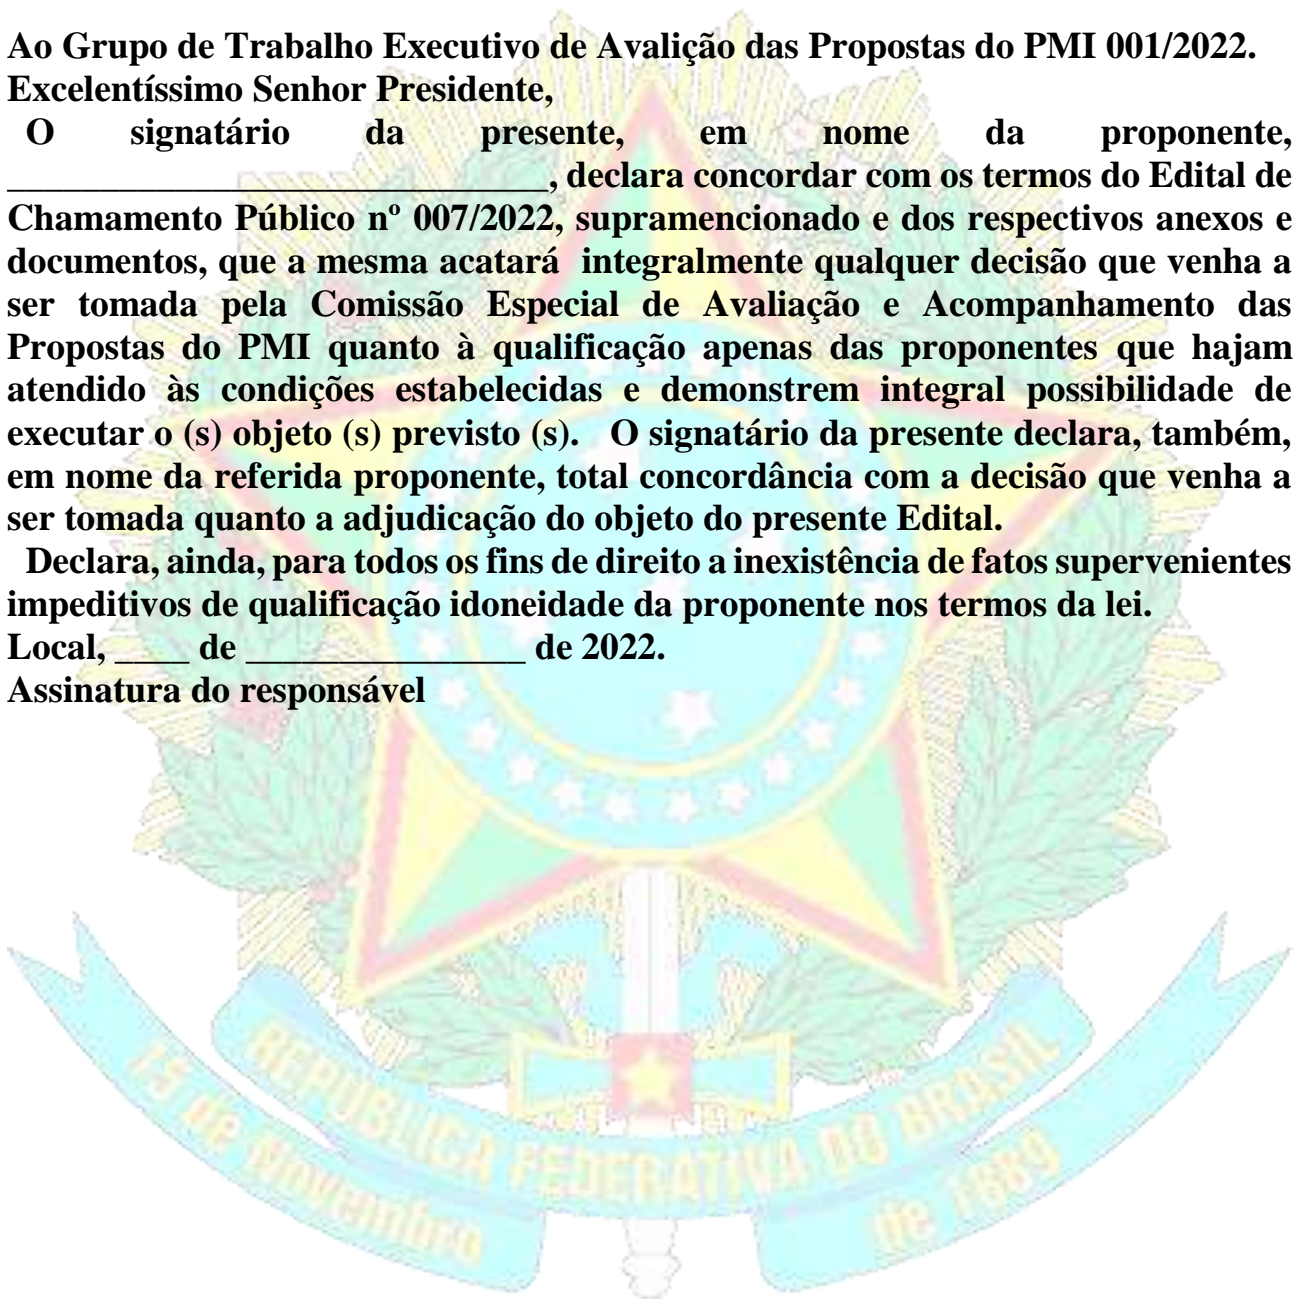 Ao Grupo de Trabalho Executivo de Avalição das Propostas do PMI 001/2022.
Excelentíssimo Senhor Presidente,
O signatário da presente, em nome da proponente,
_____________________________, declara concordar com os termos do Edital de
Chamamento Público nº 007/2022, supramencionado e dos respectivos anexos e
documentos, que a mesma acatará integralmente qualquer decisão que venha a
ser tomada pela Comissão Especial de Avaliação e Acompanhamento das
Propostas do PMI quanto à qualificação apenas das proponentes que hajam
atendido às condições estabelecidas e demonstrem integral possibilidade de
executar o (s) objeto (s) previsto (s). O signatário da presente declara, também,
em nome da referida proponente, total concordância com a decisão que venha a
ser tomada quanto a adjudicação do objeto do presente Edital.
Declara, ainda, para todos os fins de direito a inexistência de fatos supervenientes
impeditivos de qualificação idoneidade da proponente nos termos da lei.
Local, ____ de _______________ de 2022.
Assinatura do responsável
REPÚBLICA FEDERATIVA DO BRASIL
15 de Novembro de 1889